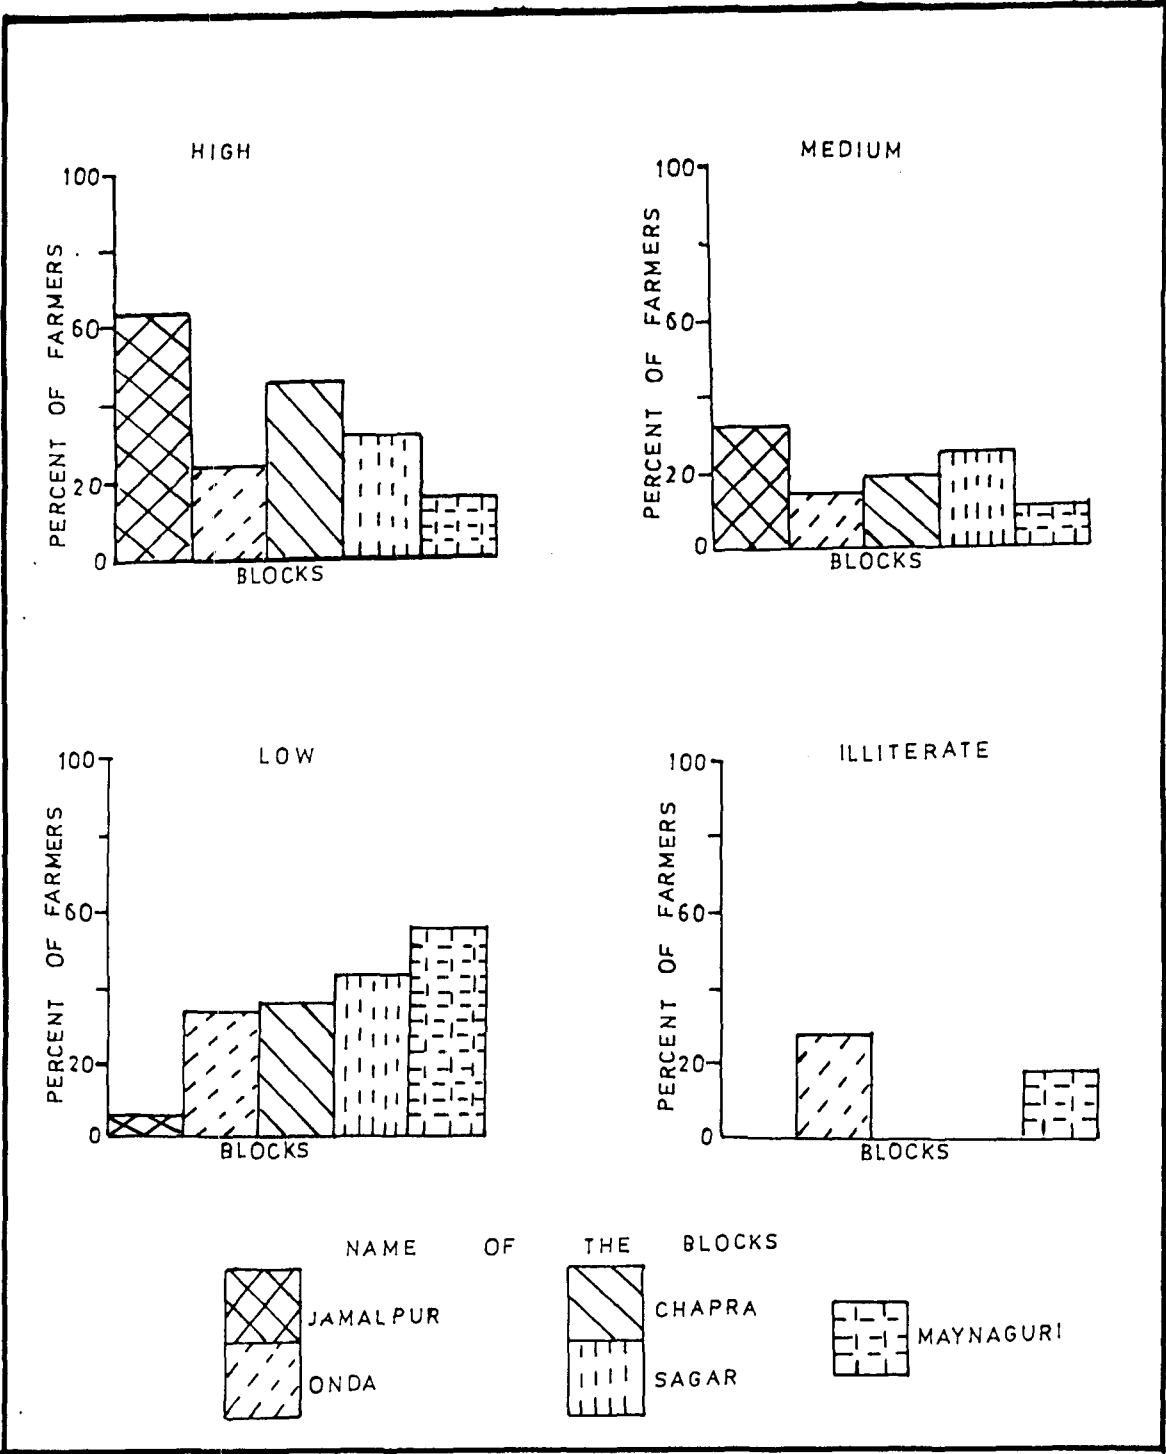 HIGH
100
60
20
0
PERCENT OF FARMERS
BLOCKS
MEDIUM
100
60
20
0
PERCENT OF FARMERS
BLOCKS
LOW
100
60
20
0
PERCENT OF FARMERS
BLOCKS
ILLITERATE
100
60
20
0
PERCENT OF FARMERS
BLOCKS
NAME OF THE BLOCKS
JAMALPUR
ONDA
CHAPRA
SAGAR
MAYNAGURI